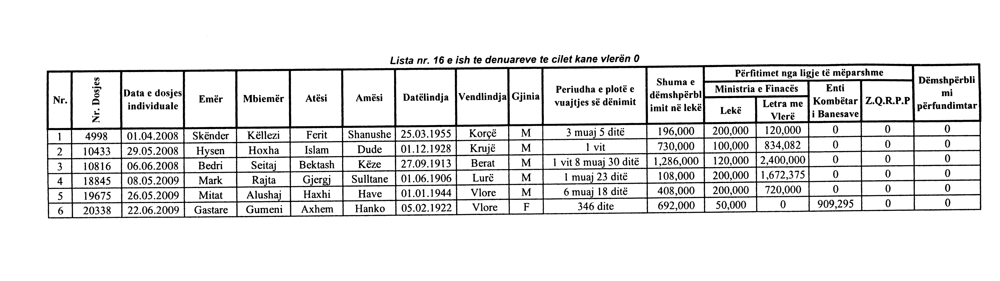 Lista nr. 16 e ish te denuareve te cilet kane vlerën 0
Nr. Nr. Dosjes Data e dosjes individuale Emër Mbiemër Atësi Amësi Datëlindja Vendlindja Gjinia Periudha e plotë e vuajtjes së dënimit Shuma e dëmshpërbl imit në lekë Përfitimet nga ligje të mëparshme Dëmshpërbli mi përfundimtar
Ministria e Finacës Enti Kombëtar i Banesave Z.Q.R.P.P
Lekë Letra me Vlerë
1 4998 01.04.2008 Skënder Këllezi Ferit Shanushe 25.03.1955 Korçë M 3 muaj 5 ditë 196,000 200,000 120,000 0 0 0
2 10433 29.05.2008 Hysen Hoxha Islam Dude 01.12.1928 Krujë M 1 vit 730,000 100,000 834,082 0 0 0
3 10816 06.06.2008 Bedri Seitaj Bektash Këze 27.09.1913 Berat M 1 vit 8 muaj 30 ditë 1,286,000 120,000 2,400,000 0 0 0
4 18845 08.05.2009 Mark Rajta Gjergj Sulltane 01.06.1906 Lurë M 1 muaj 23 ditë 108,000 200,000 1,672,375 0 0 0
5 19675 26.05.2009 Mitat Alushaj Haxhi Have 01.01.1944 Vlore M 6 muaj 18 ditë 408,000 200,000 720,000 0 0 0
6 20338 22.06.2009 Gastare Gumeni Axhem Hanko 05.02.1922 Vlore F 346 dite 692,000 50,000 0 909,295 0 0